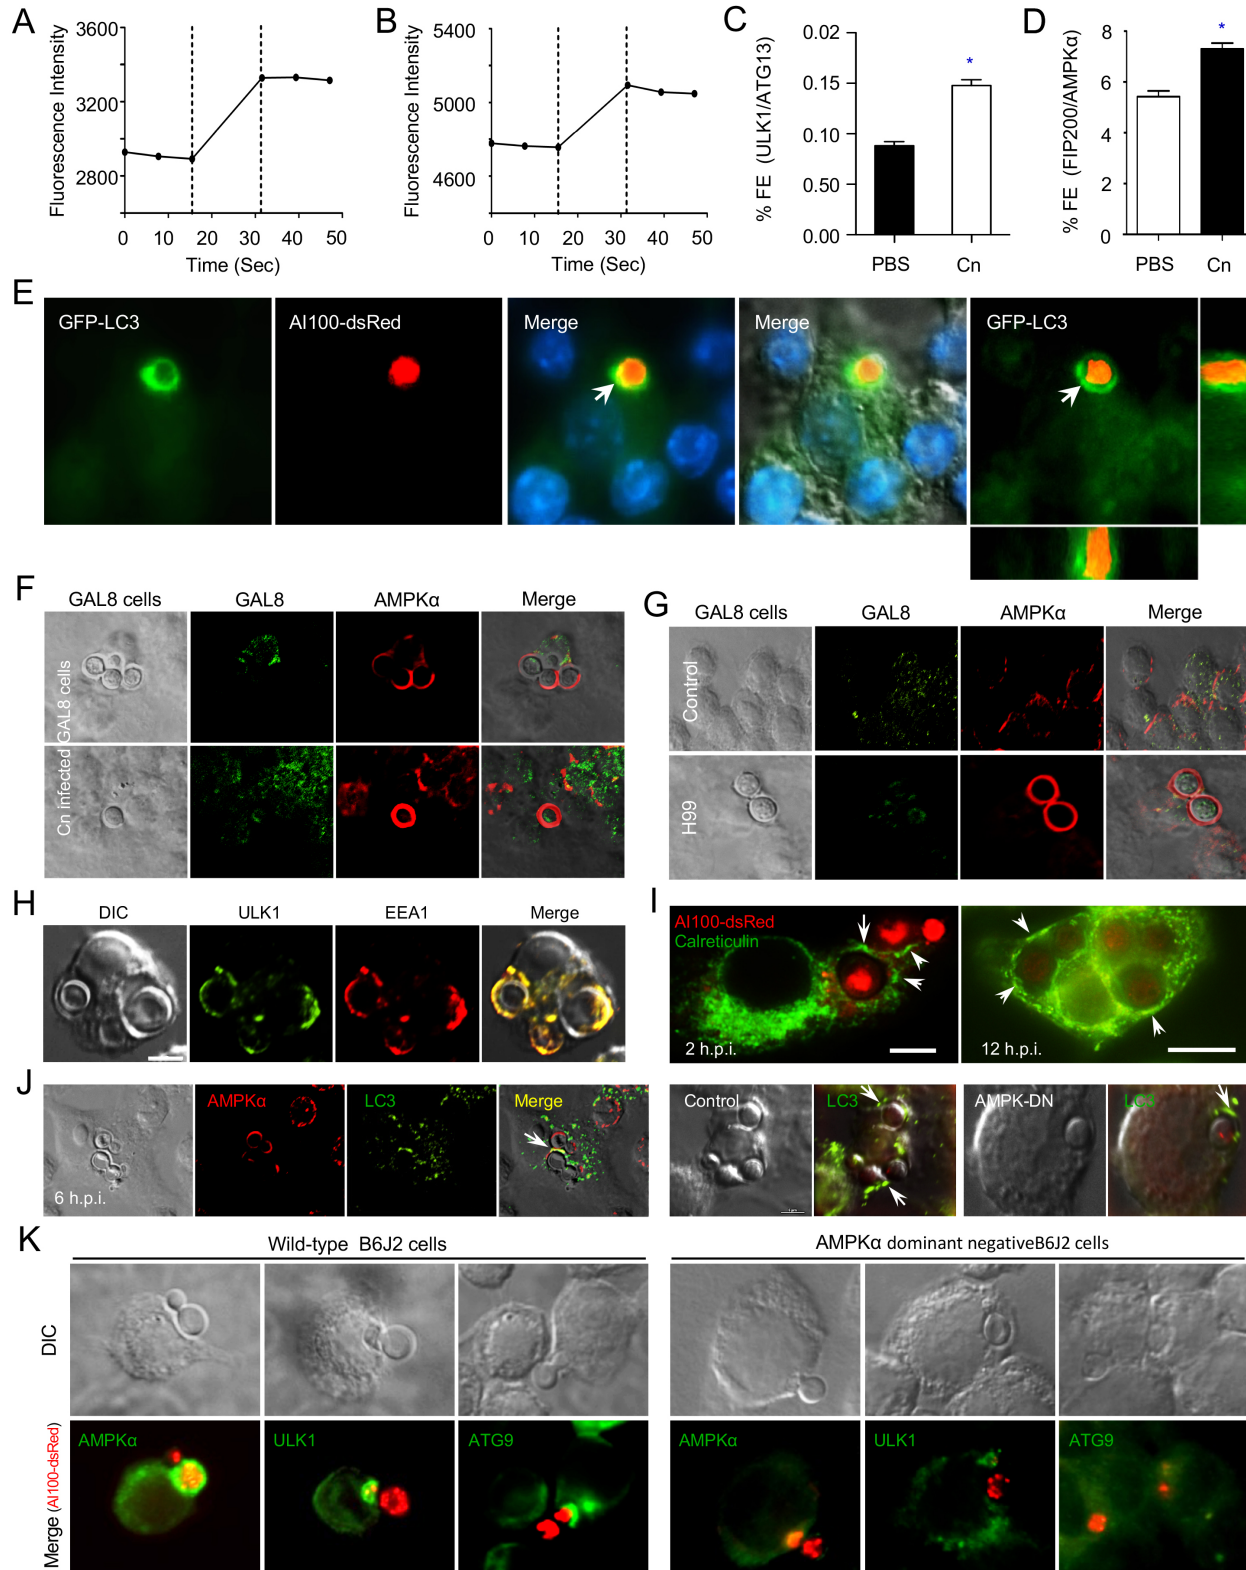 A
Fluorescence Intensity
3600
3200
2800
0 10 20 30 40 50
Time (Sec)
B
Fluorescence Intensity
5400
5000
4600
0 10 20 30 40 50
Time (Sec)
C
% FE (ULK1/ATG13)
0.02
0.15
0.10
0.50
0.00
*
PBS Cn
D
% FE (FIP200/AMPKα)
8
6
4
2
0
*
PBS Cn
E
GFP-LC3 AI100-dsRed Merge Merge GFP-LC3
F
GAL8 cells GAL8 AMPKα Merge
Cn infected GAL8 cells
G
GAL8 cells GAL8 AMPKα Merge
Control
H99
H
DIC ULK1 EEA1 Merge
I
AI100-dsRed
Calreticulin
2 h.p.i. 12 h.p.i.
J
AMPKα LC3 Merge Control LC3 AMPK-DN LC3
6 h.p.i.
K
Wild-type B6J2 cells AMPKα dominant negativeB6J2 cells
DIC
Merge (AI100-dsRed)
AMPKα ULK1 ATG9 AMPKα ULK1 ATG9